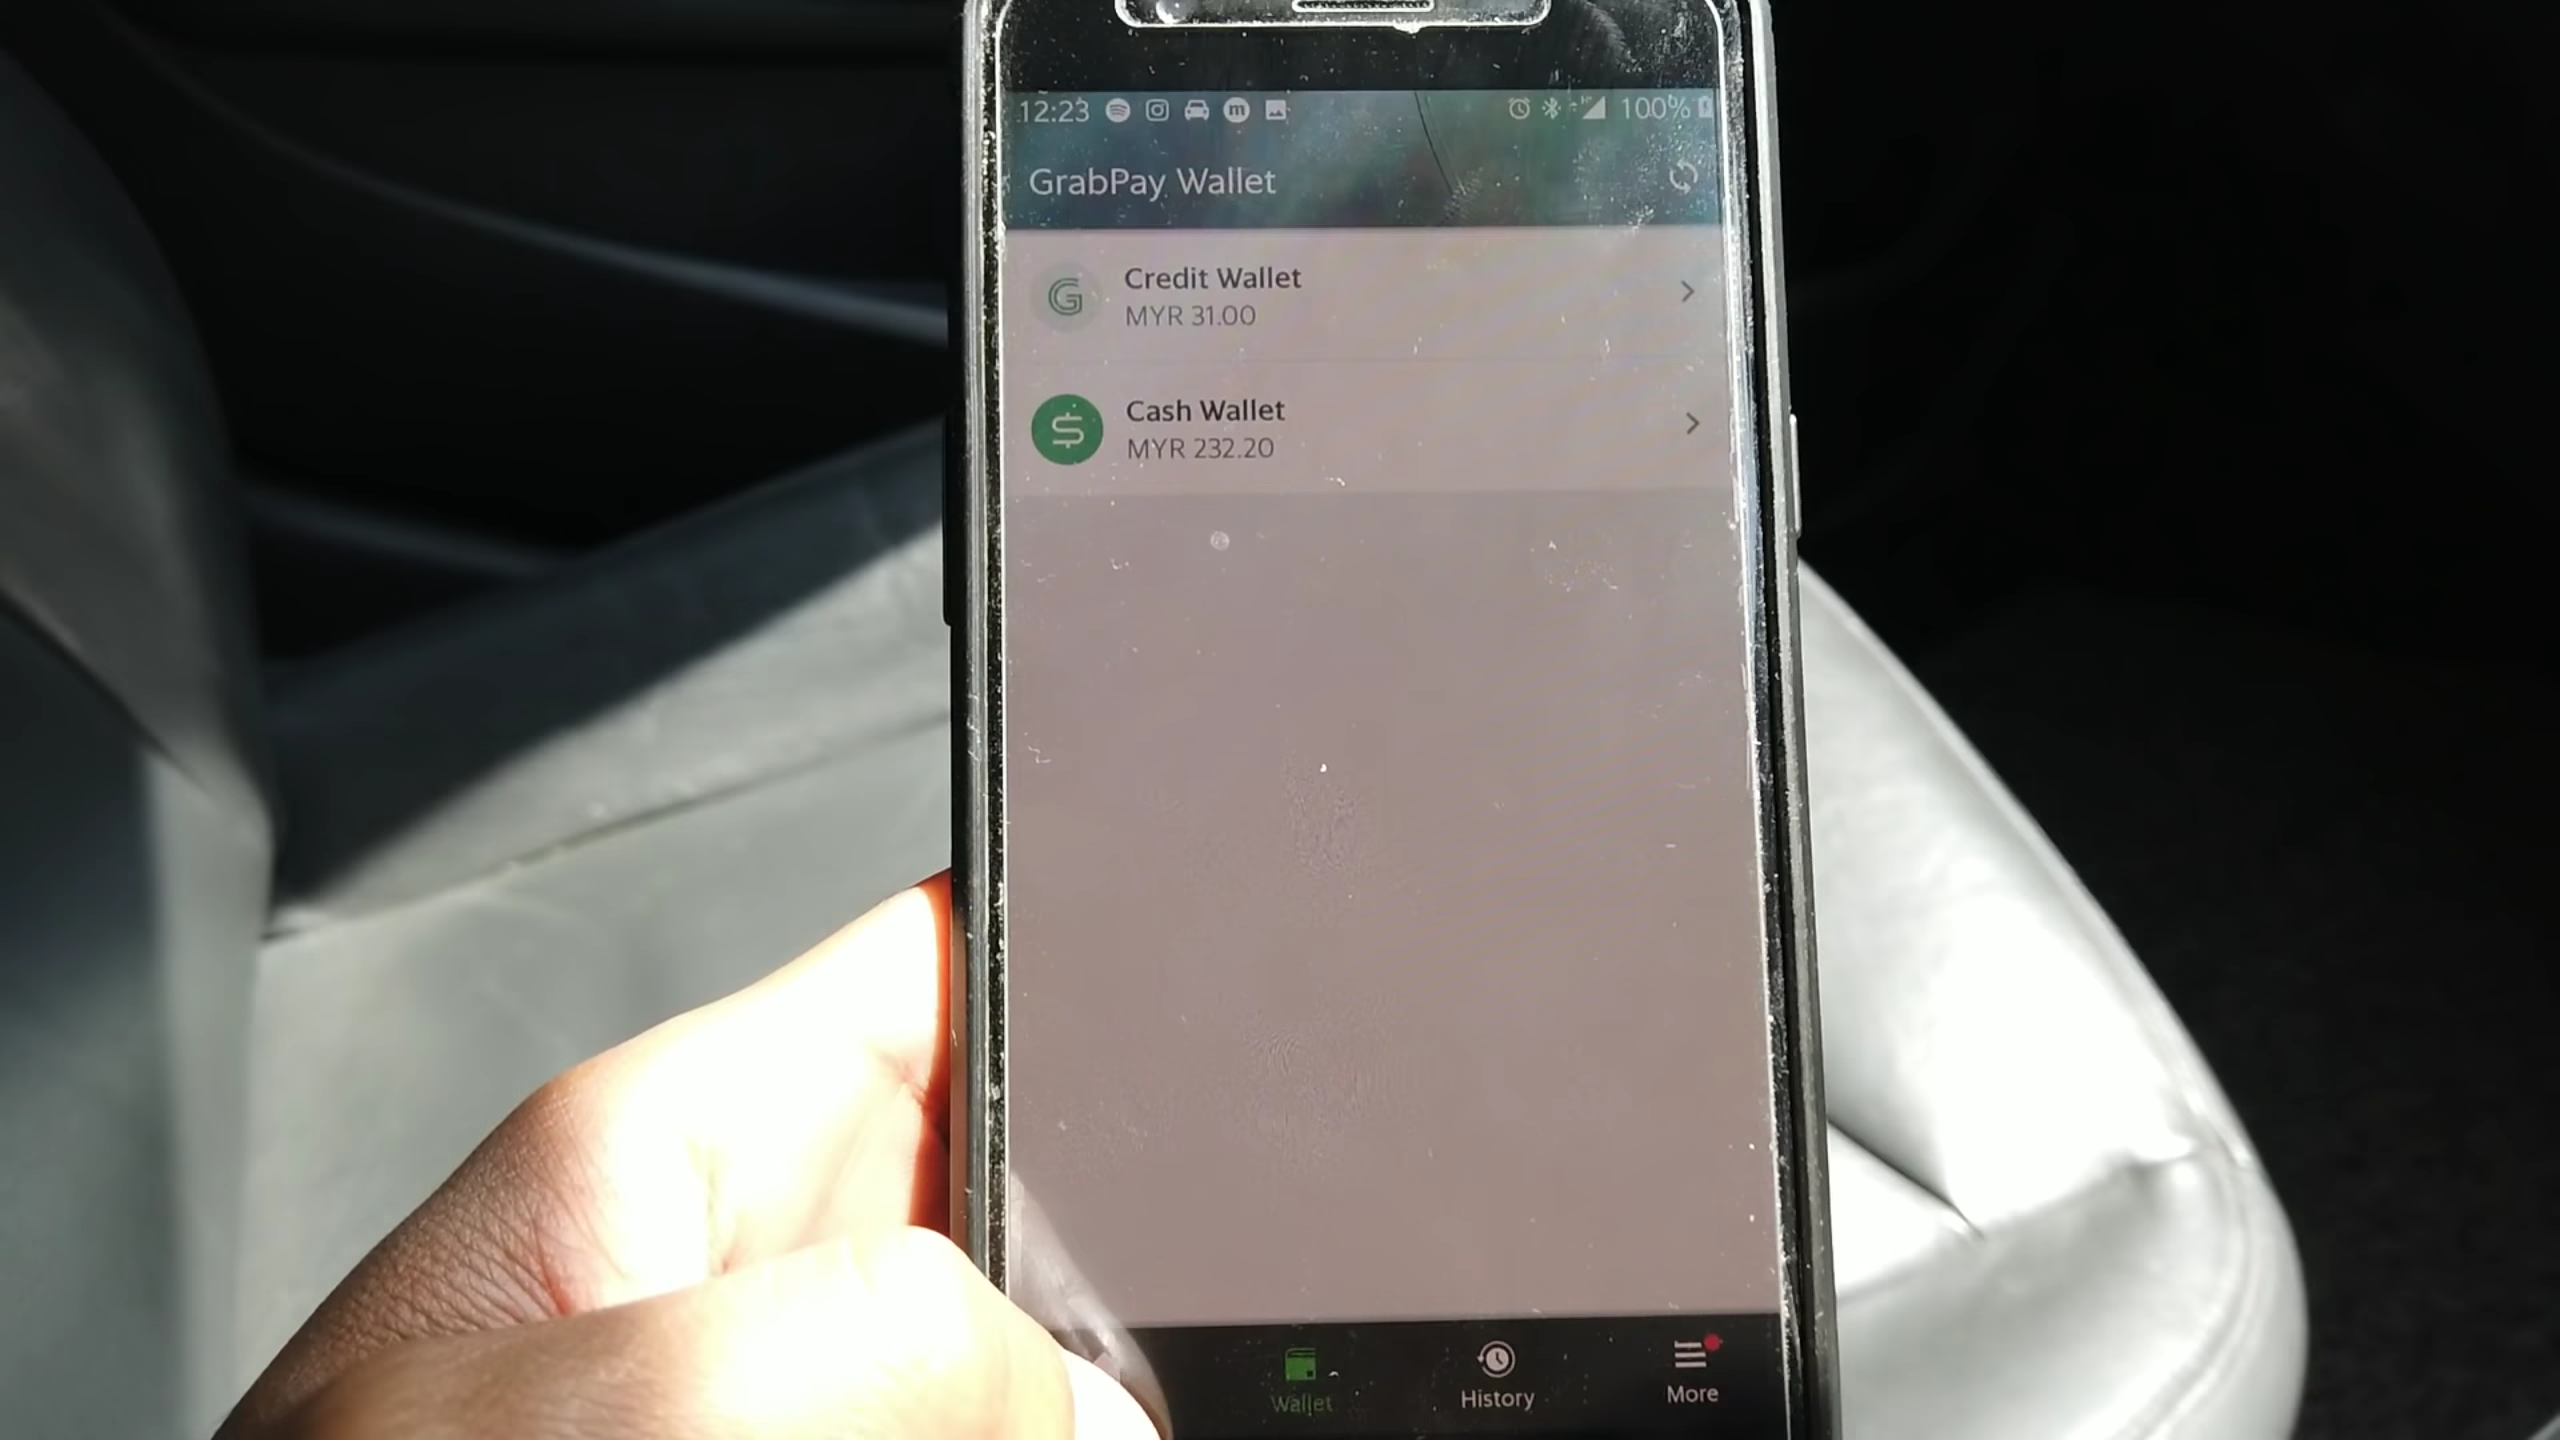 12:23 100%
GrabPay Wallet
Credit Wallet
MYR 31.00
Cash Wallet
MYR 232.20
Wallet History More